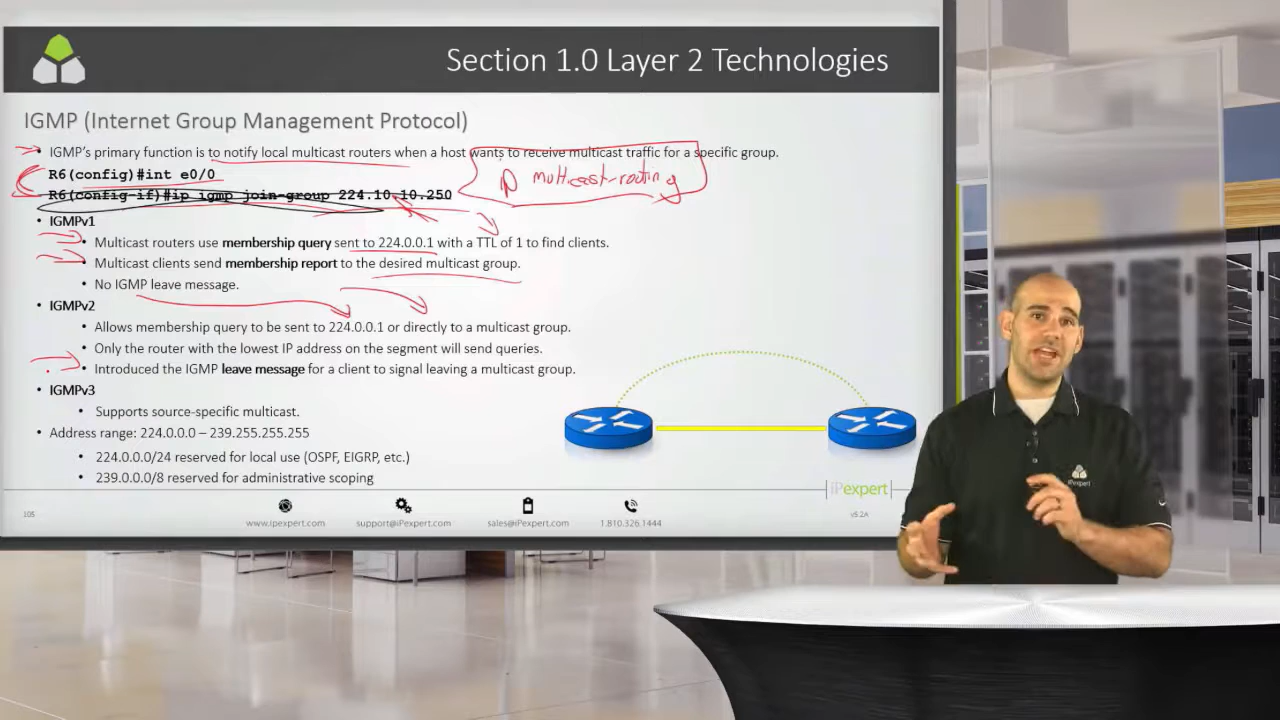 Section 1.0 Layer 2 Technologies
IGMP (Internet Group Management Protocol)
• IGMP's primary function is to notify local multicast routers when a host wants to receive multicast traffic for a specific group.
R6(config)#int e0/0
R6(config-if)#ip igmp join-group 224.10.10.250
ip multicast-routing
• IGMPv1
• Multicast routers use membership query sent to 224.0.0.1 with a TTL of 1 to find clients.
• Multicast clients send membership report to the desired multicast group.
• No IGMP leave message.
• IGMPv2
• Allows membership query to be sent to 224.0.0.1 or directly to a multicast group.
• Only the router with the lowest IP address on the segment will send queries.
• Introduced the IGMP leave message for a client to signal leaving a multicast group.
• IGMPv3
• Supports source-specific multicast.
• Address range: 224.0.0.0 – 239.255.255.255
• 224.0.0.0/24 reserved for local use (OSPF, EIGRP, etc.)
• 239.0.0.0/8 reserved for administrative scoping
iPexpert
105
www.ipexpert.com
support@iPexpert.com
sales@iPexpert.com
1.810.326.1444
v5.2A
iPexpert